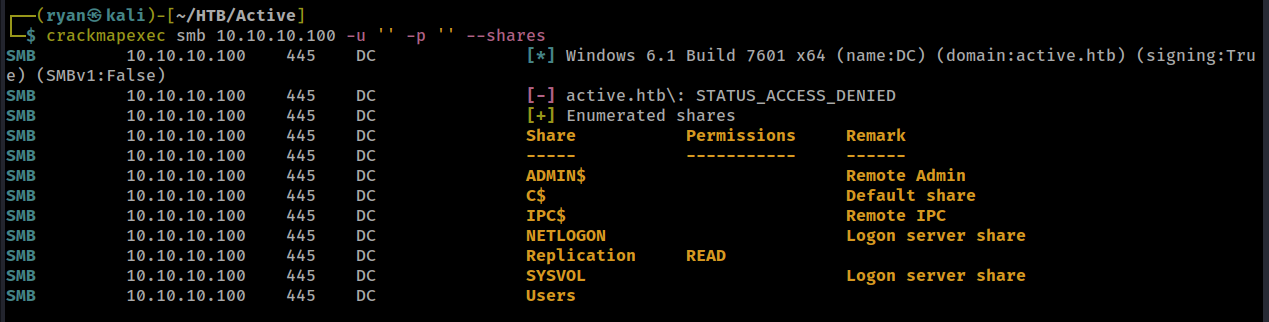 ┌──(ryan㉿kali)-[~/HTB/Active]
└─$ crackmapexec smb 10.10.10.100 -u '' -p '' --shares
SMB         10.10.10.100    445    DC               [*] Windows 6.1 Build 7601 x64 (name:DC) (domain:active.htb) (signing:Tru
e) (SMBv1:False)
SMB         10.10.10.100    445    DC               [-] active.htb\: STATUS_ACCESS_DENIED
SMB         10.10.10.100    445    DC               [+] Enumerated shares
SMB         10.10.10.100    445    DC               Share           Permissions     Remark
SMB         10.10.10.100    445    DC               -----           -----------     ------
SMB         10.10.10.100    445    DC               ADMIN$                          Remote Admin
SMB         10.10.10.100    445    DC               C$                              Default share
SMB         10.10.10.100    445    DC               IPC$                            Remote IPC
SMB         10.10.10.100    445    DC               NETLOGON                        Logon server share
SMB         10.10.10.100    445    DC               Replication     READ
SMB         10.10.10.100    445    DC               SYSVOL                          Logon server share
SMB         10.10.10.100    445    DC               Users